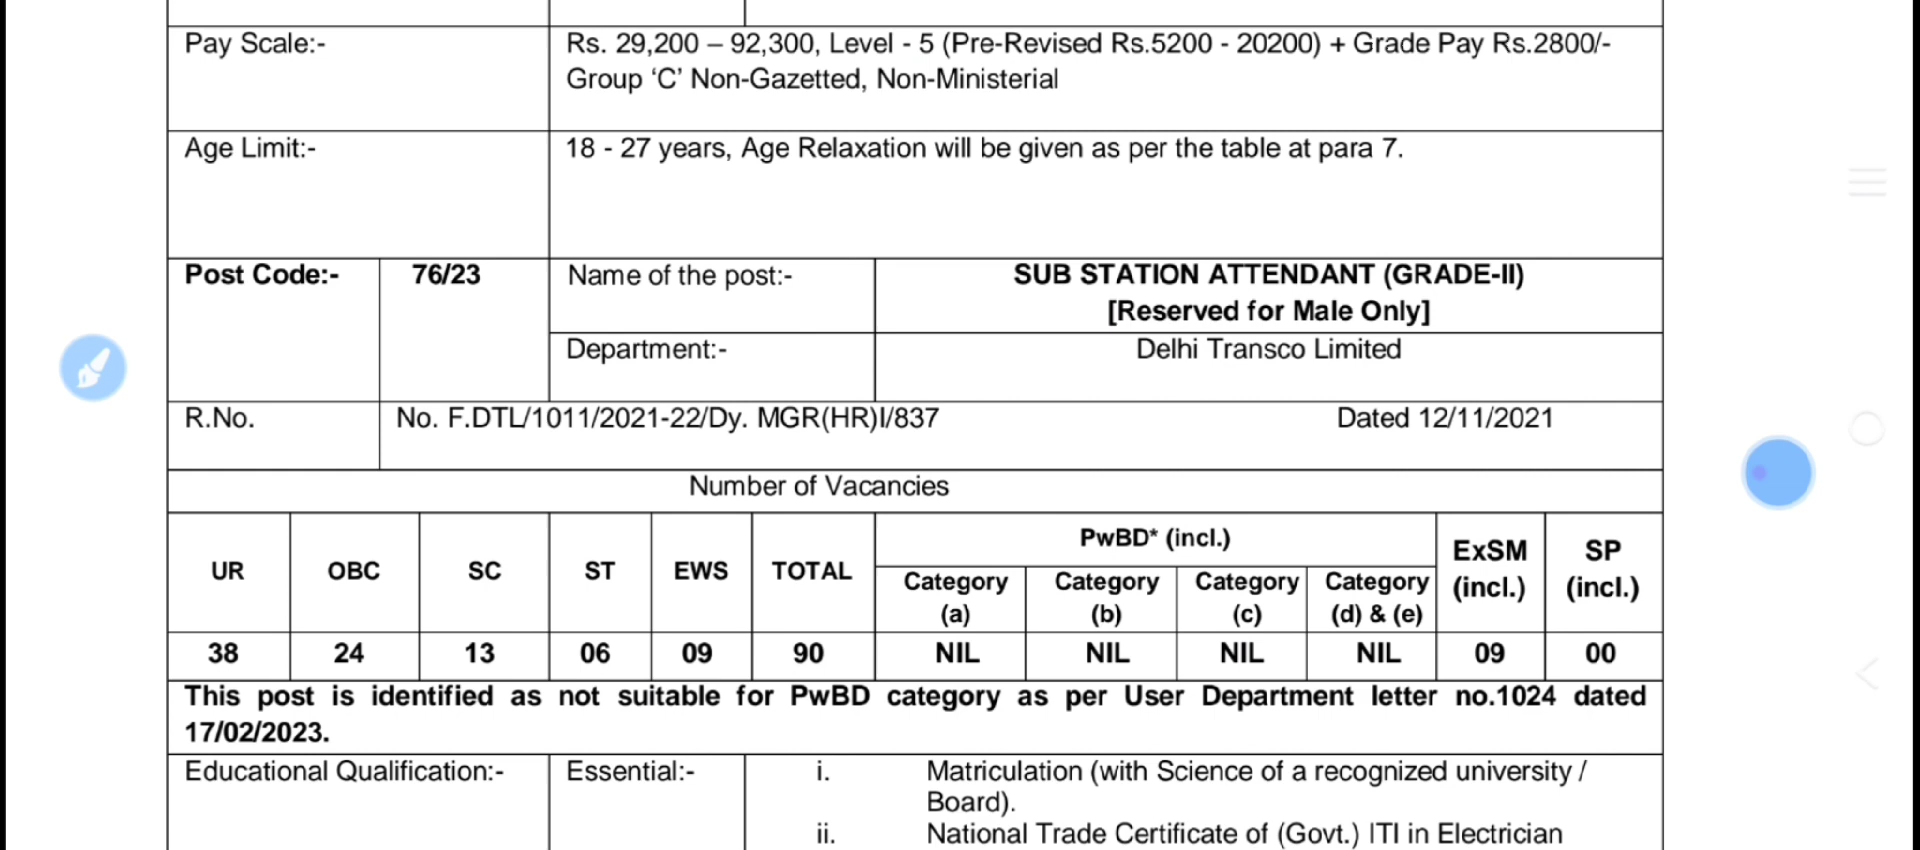 Pay Scale:- Rs. 29,200 – 92,300, Level - 5 (Pre-Revised Rs.5200 - 20200) + Grade Pay Rs.2800/-
Group ‘C’ Non-Gazetted, Non-Ministerial
Age Limit:- 18 - 27 years, Age Relaxation will be given as per the table at para 7.
Post Code:- 76/23 Name of the post:- SUB STATION ATTENDANT (GRADE-II)
[Reserved for Male Only]
Department:- Delhi Transco Limited
R.No. No. F.DTL/1011/2021-22/Dy. MGR(HR)I/837 Dated 12/11/2021
Number of Vacancies
UR OBC SC ST EWS TOTAL PwBD* (incl.) ExSM (incl.) SP (incl.)
Category (a) Category (b) Category (c) Category (d) & (e)
38 24 13 06 09 90 NIL NIL NIL NIL 09 00
This post is identified as not suitable for PwBD category as per User Department letter no.1024 dated
17/02/2023.
Educational Qualification:- Essential:- i. Matriculation (with Science of a recognized university /
Board).
ii. National Trade Certificate of (Govt.) ITI in Electrician